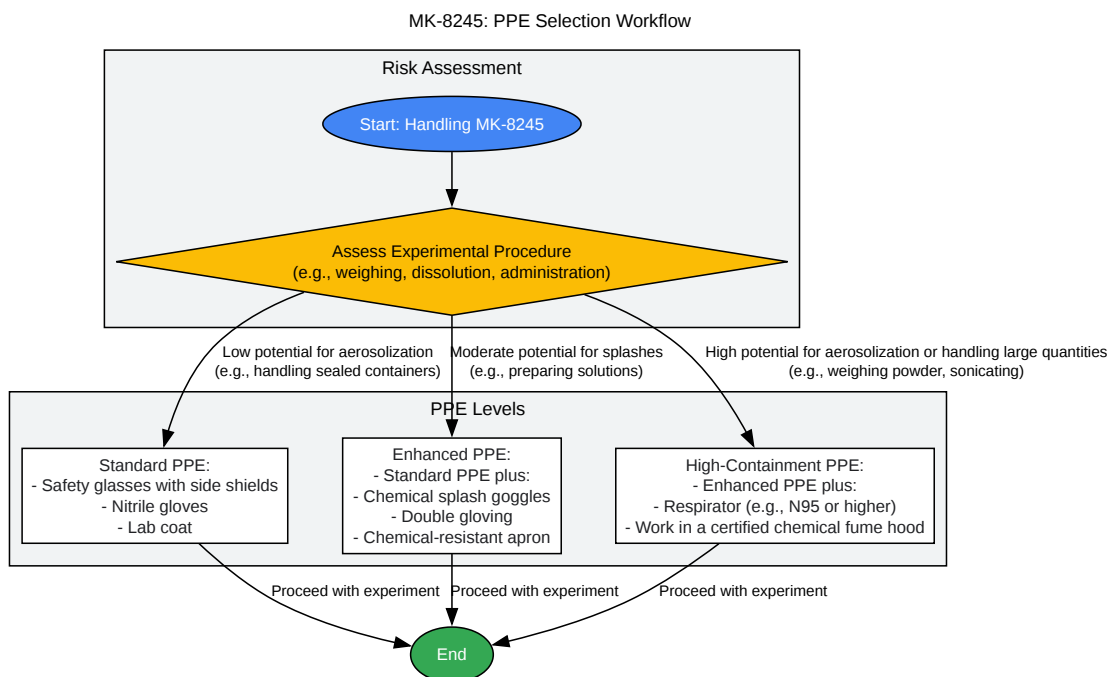 MK-8245: PPE Selection Workflow
Risk Assessment
Start: Handling MK-8245
Assess Experimental Procedure
(e.g., weighing, dissolution, administration)
Low potential for aerosolization
(e.g., handling sealed containers)
Moderate potential for splashes
(e.g., preparing solutions)
High potential for aerosolization or handling large quantities
(e.g., weighing powder, sonicating)
PPE Levels
Standard PPE:
- Safety glasses with side shields
- Nitrile gloves
- Lab coat
Enhanced PPE:
- Standard PPE plus:
- Chemical splash goggles
- Double gloving
- Chemical-resistant apron
High-Containment PPE:
- Enhanced PPE plus:
- Respirator (e.g., N95 or higher)
- Work in a certified chemical fume hood
Proceed with experiment
Proceed with experiment
Proceed with experiment
End